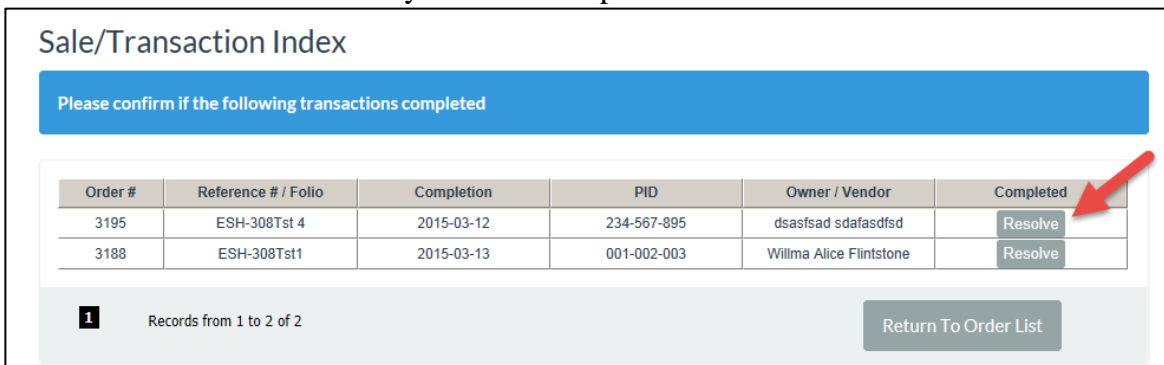 Sale/Transaction Index
Please confirm if the following transactions completed
Order # Reference # / Folio Completion PID Owner / Vendor Completed
3195 ESH-308Tst 4 2015-03-12 234-567-895 dsasfsad sdafasdfsd Resolve
3188 ESH-308Tst1 2015-03-13 001-002-003 Willma Alice Flintstone Resolve
1 Records from 1 to 2 of 2 Return To Order List